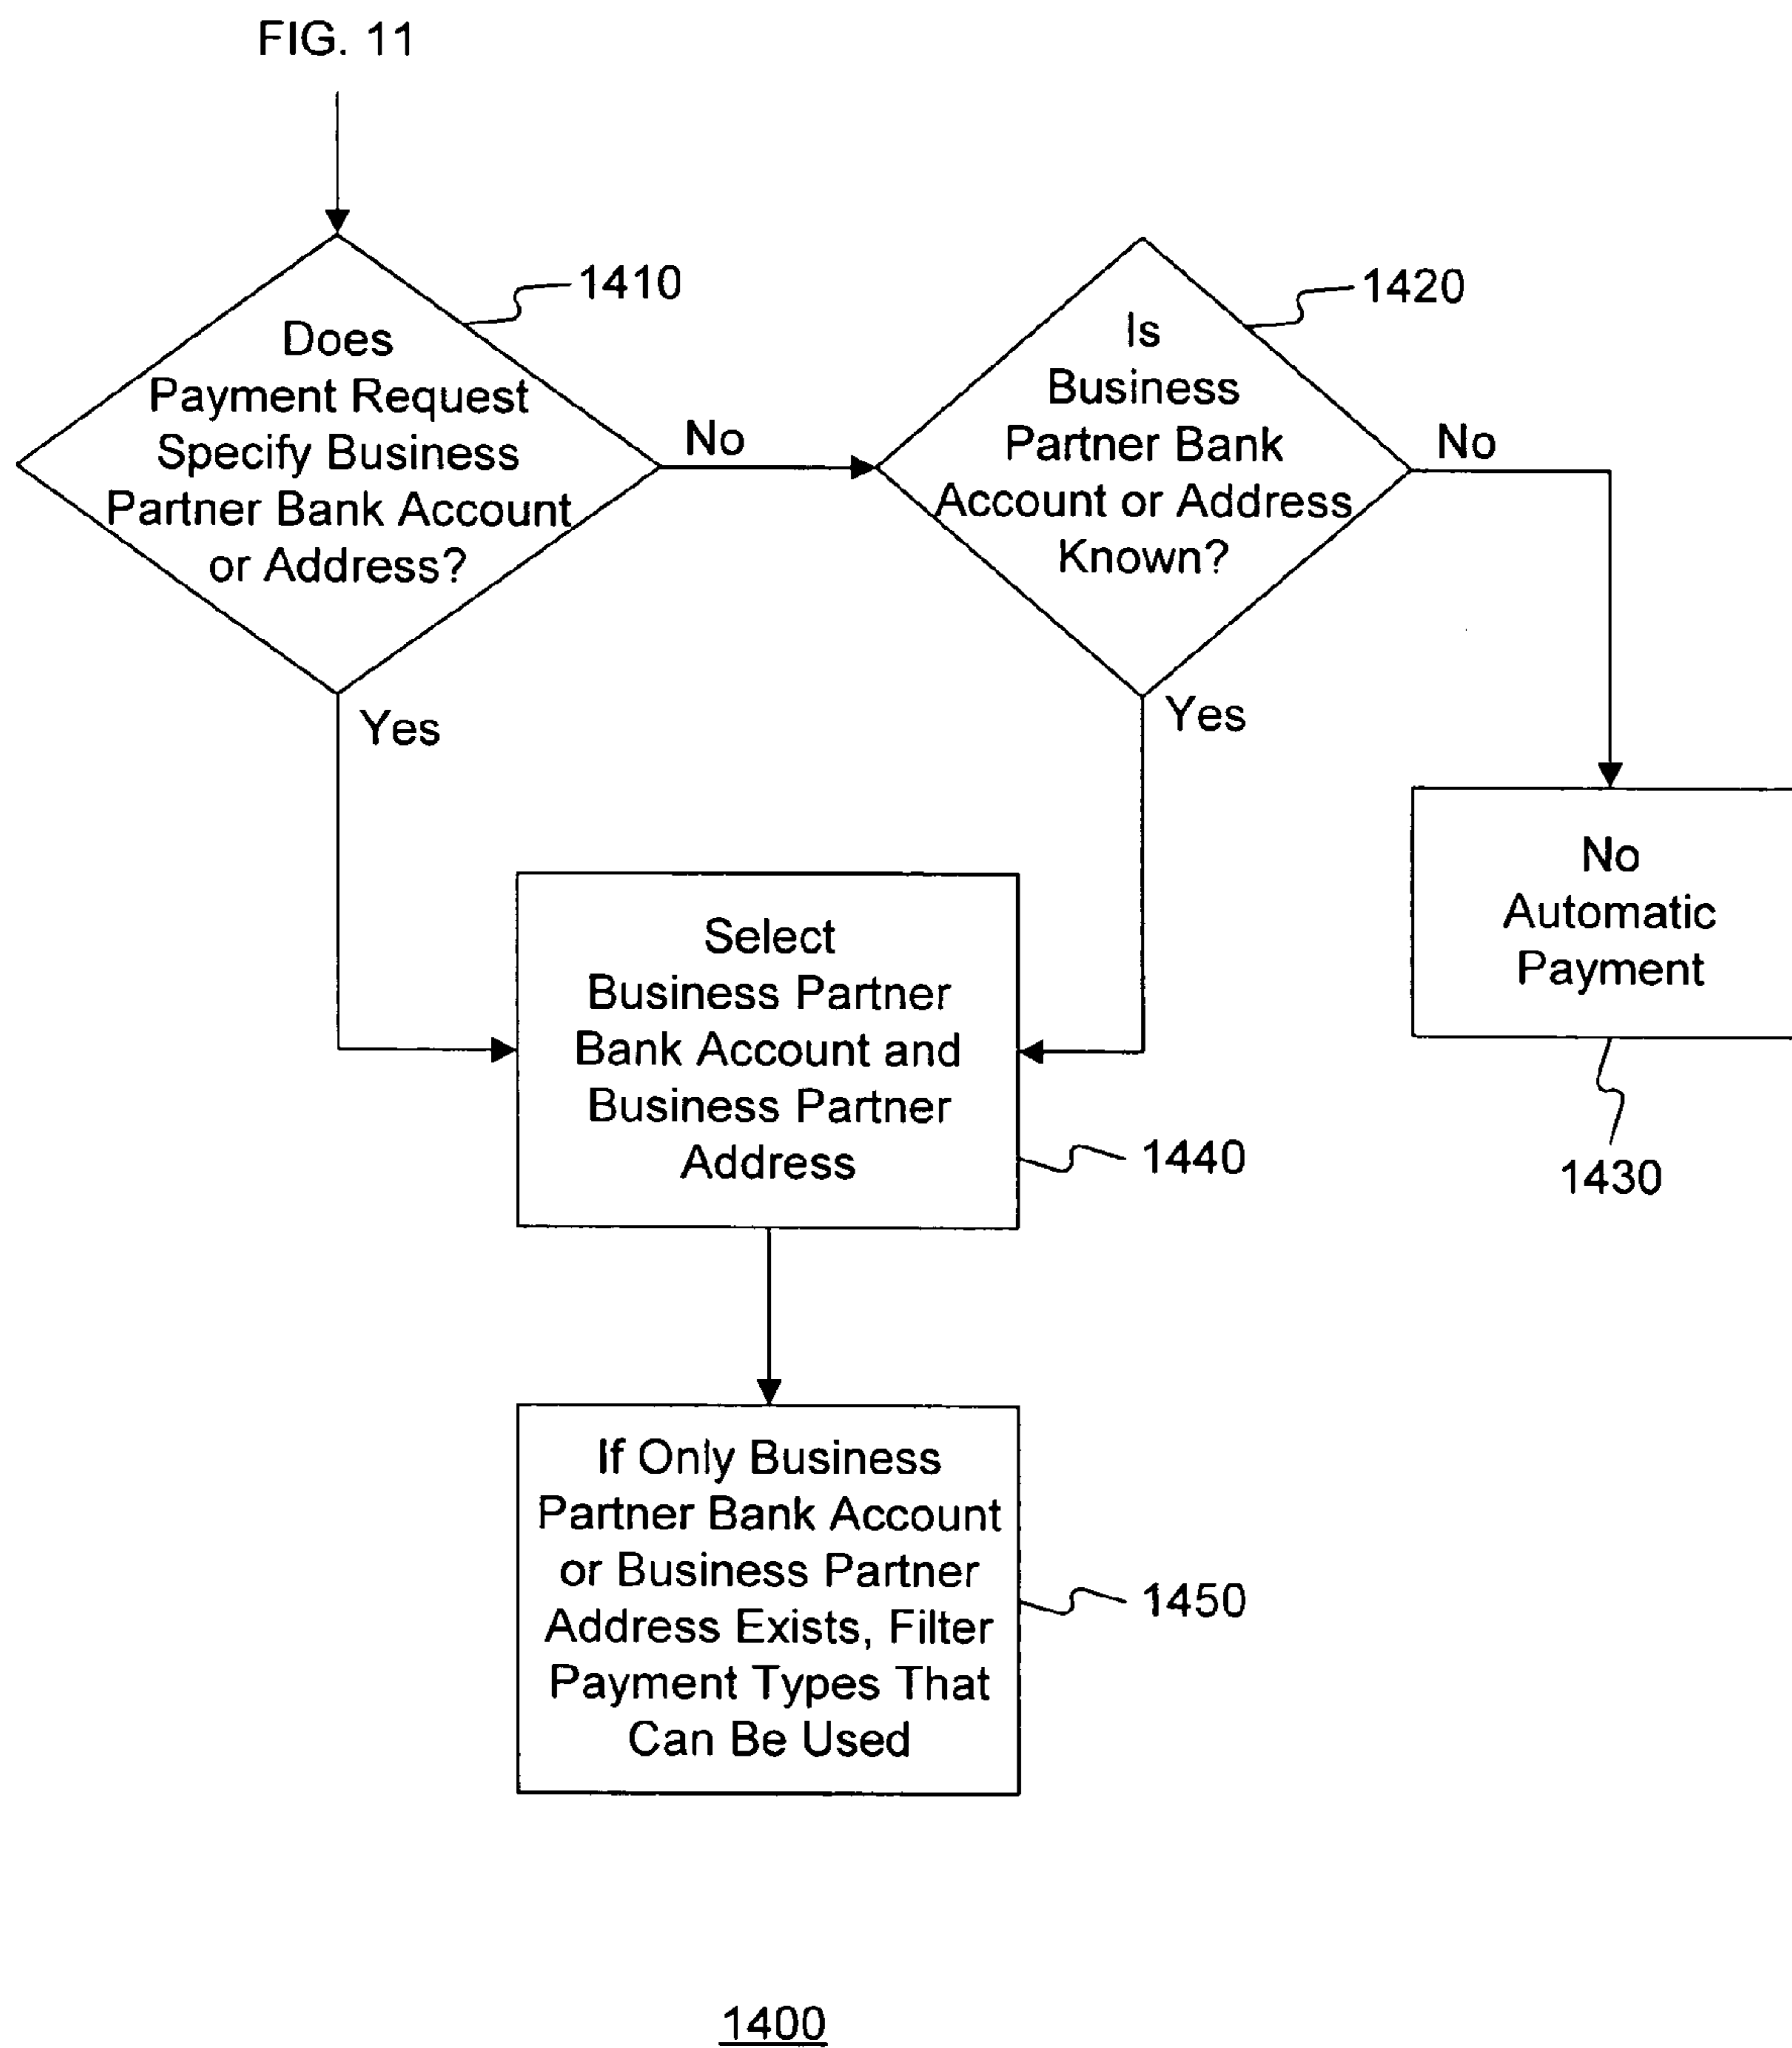 FIG. 11
1410
Does
Payment Request
Specify Business
Partner Bank Account
or Address?
No
Yes
1420
Is
Business
Partner Bank
Account or Address
Known?
No
Yes
No
Automatic
Payment
1430
Select
Business Partner
Bank Account and
Business Partner
Address
1440
If Only Business
Partner Bank Account
or Business Partner
Address Exists, Filter
Payment Types That
Can Be Used
1450
1400